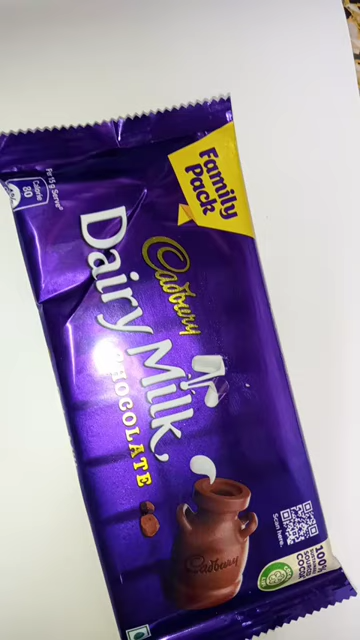 Family
Pack
Per 15 g Serve*
Calorie
80
Cadbury
Dairy Milk
CHOCOLATE
Cadbury
Scan here.
100%
COCOA